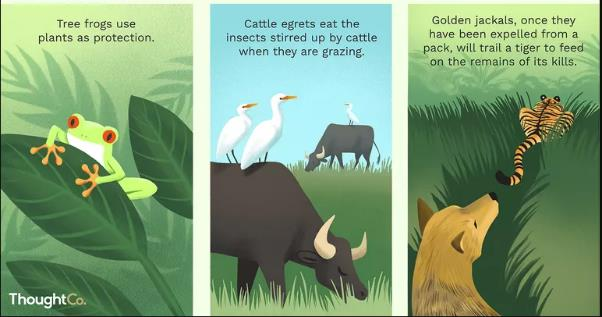 Tree frogs use
plants as protection.
Cattle egrets eat the
insects stirred up by cattle
when they are grazing.
Golden jackals, once they
have been expelled from a
pack, will trail a tiger to feed
on the remains of its kills.
ThoughtCo.